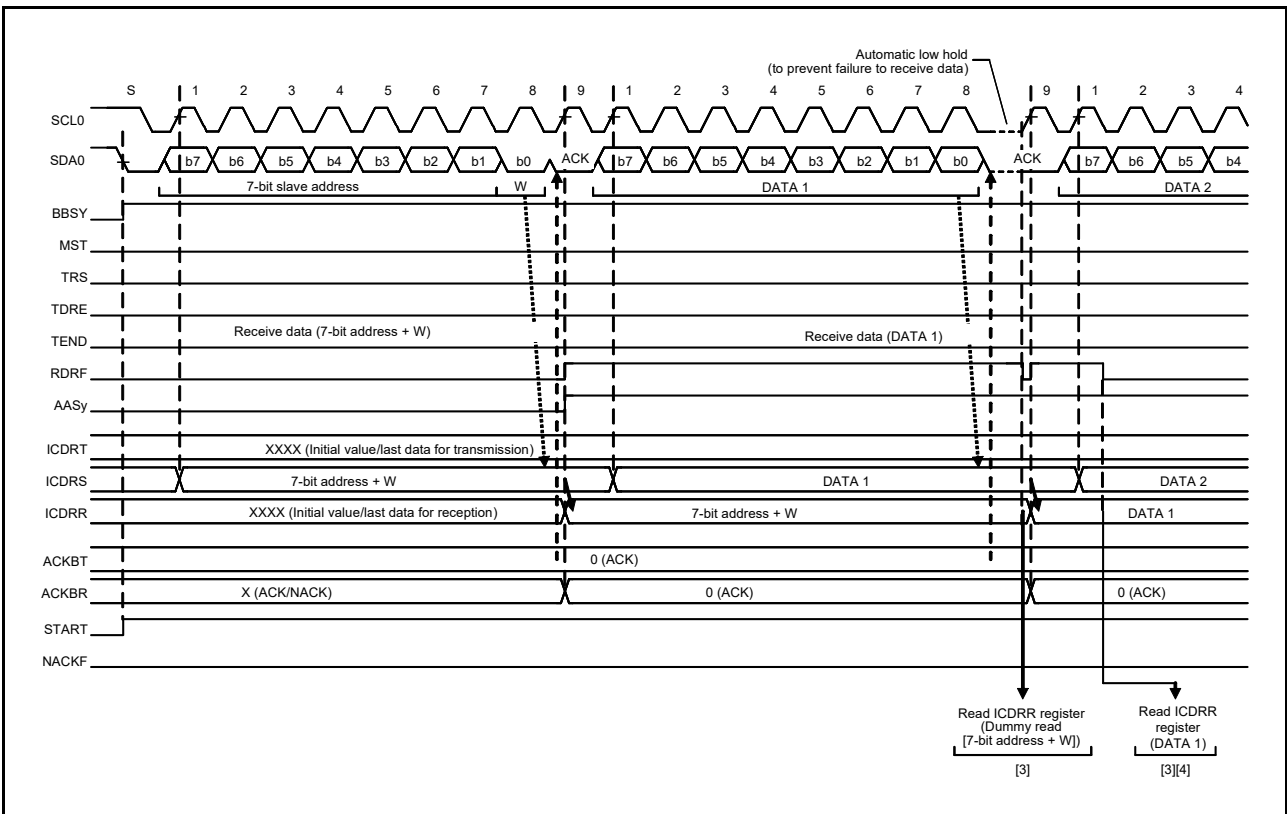 Automatic low hold
(to prevent failure to receive data)
S 1 2 3 4 5 6 7 8 9 1 2 3 4 5 6 7 8 9 1 2 3 4
SCL0
SDA0 b7 b6 b5 b4 b3 b2 b1 b0 ACK b7 b6 b5 b4 b3 b2 b1 b0 ACK b7 b6 b5 b4
7-bit slave address W DATA 1 DATA 2
BBSY
MST
TRS
TDRE
Receive data (7-bit address + W) Receive data (DATA 1)
TEND
RDRF
AASy
ICDRT XXXX (Initial value/last data for transmission)
ICDRS 7-bit address + W DATA 1 DATA 2
ICDRR XXXX (Initial value/last data for reception) 7-bit address + W DATA 1
ACKBT 0 (ACK)
ACKBR X (ACK/NACK) 0 (ACK) 0 (ACK)
START
NACKF
Read ICDRR register
(Dummy read
[7-bit address + W])
[3]
Read ICDRR
register
(DATA 1)
[3][4]